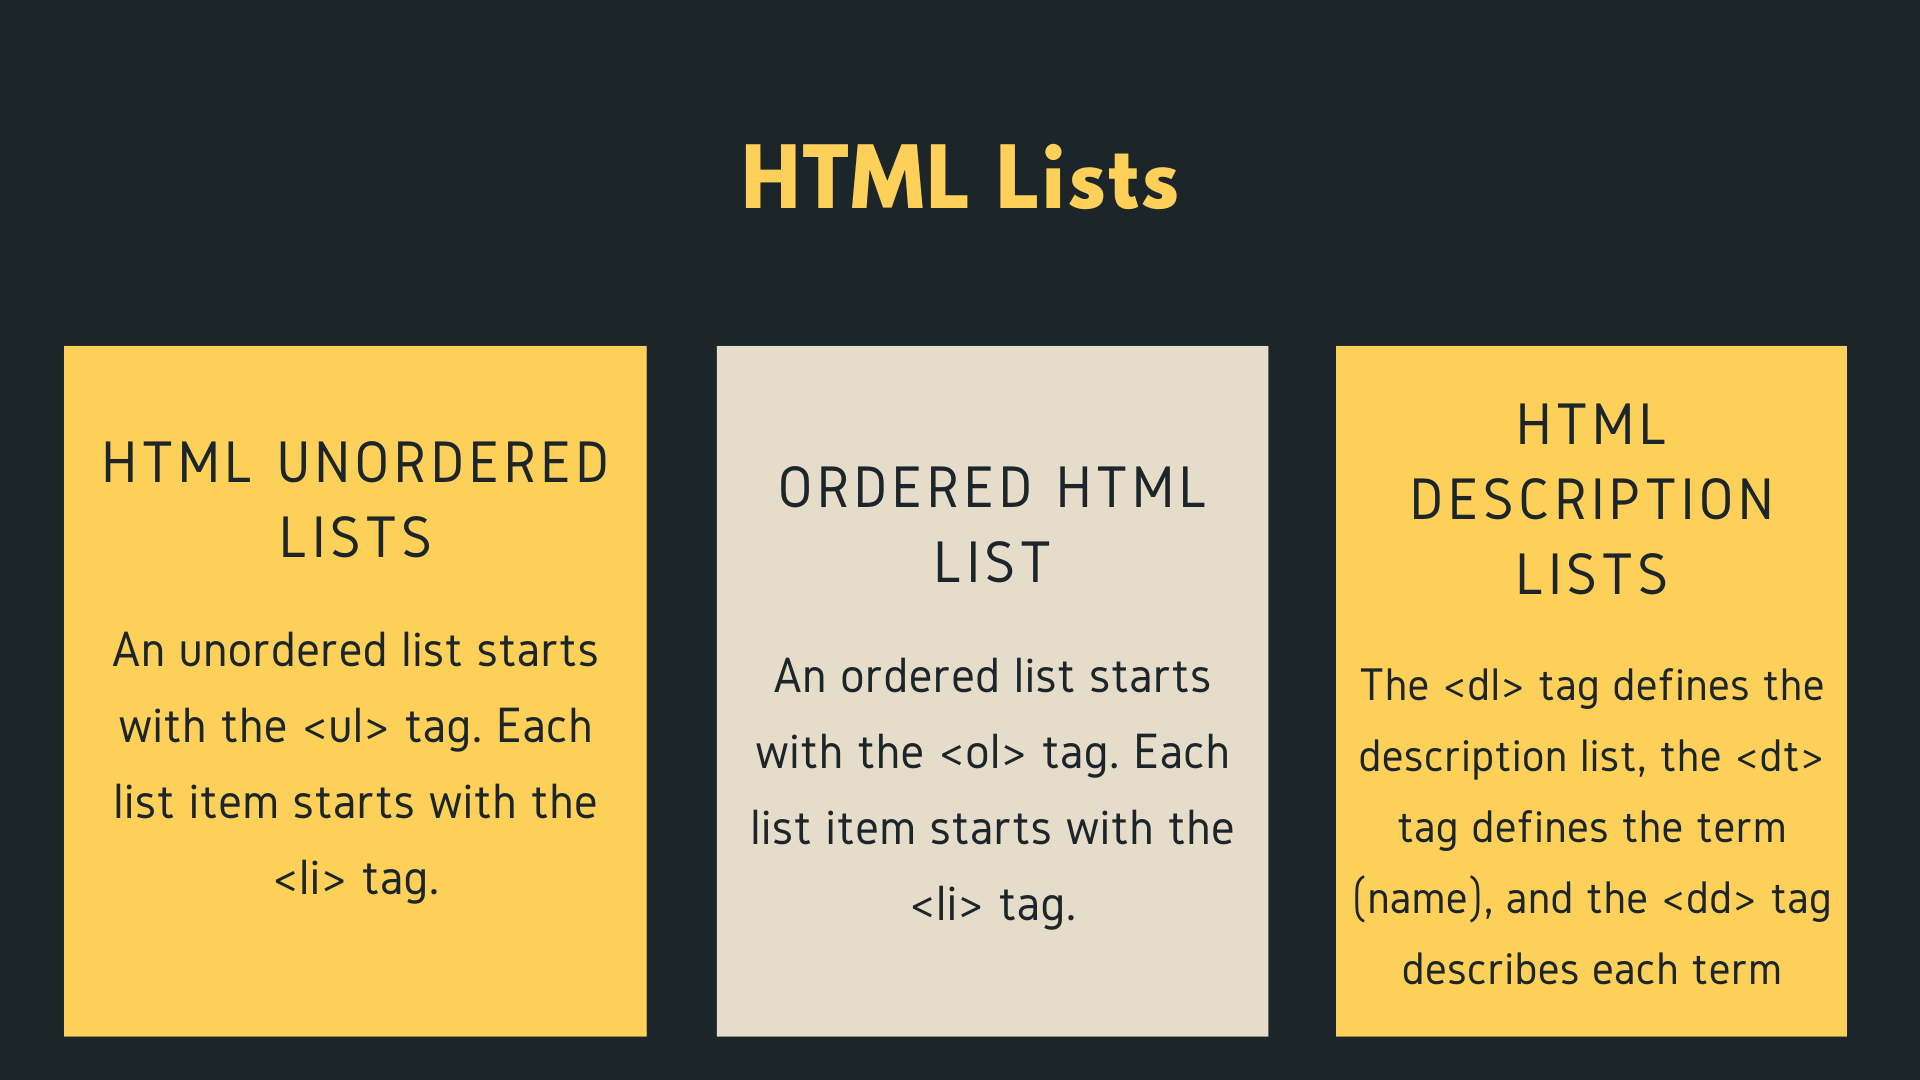 HTML Lists
HTML UNORDERED
LISTS
An unordered list starts
with the <ul> tag. Each
list item starts with the
<li> tag.
ORDERED HTML
LIST
An ordered list starts
with the <ol> tag. Each
list item starts with the
<li> tag.
HTML
DESCRIPTION
LISTS
The <dl> tag defines the
description list, the <dt>
tag defines the term
(name), and the <dd> tag
describes each term